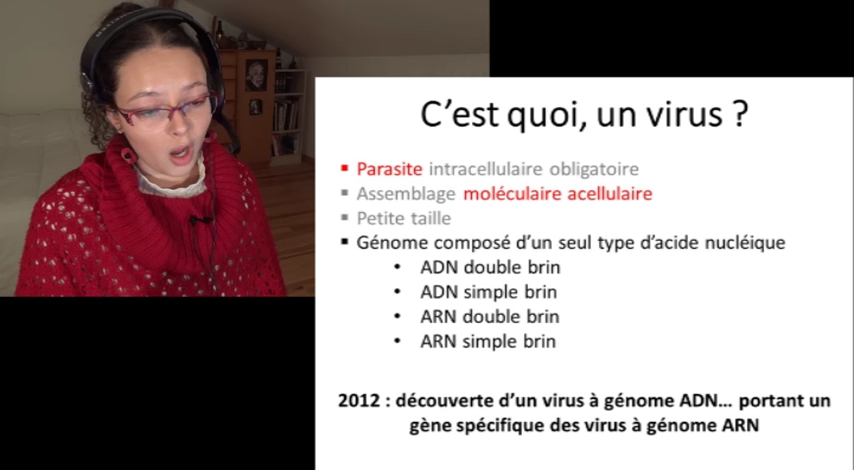 C'est quoi, un virus ?
▪ Parasite intracellulaire obligatoire
▪ Assemblage moléculaire acellulaire
▪ Petite taille
▪ Génome composé d'un seul type d'acide nucléique
• ADN double brin
• ADN simple brin
• ARN double brin
• ARN simple brin
2012 : découverte d'un virus à génome ADN... portant un
gène spécifique des virus à génome ARN